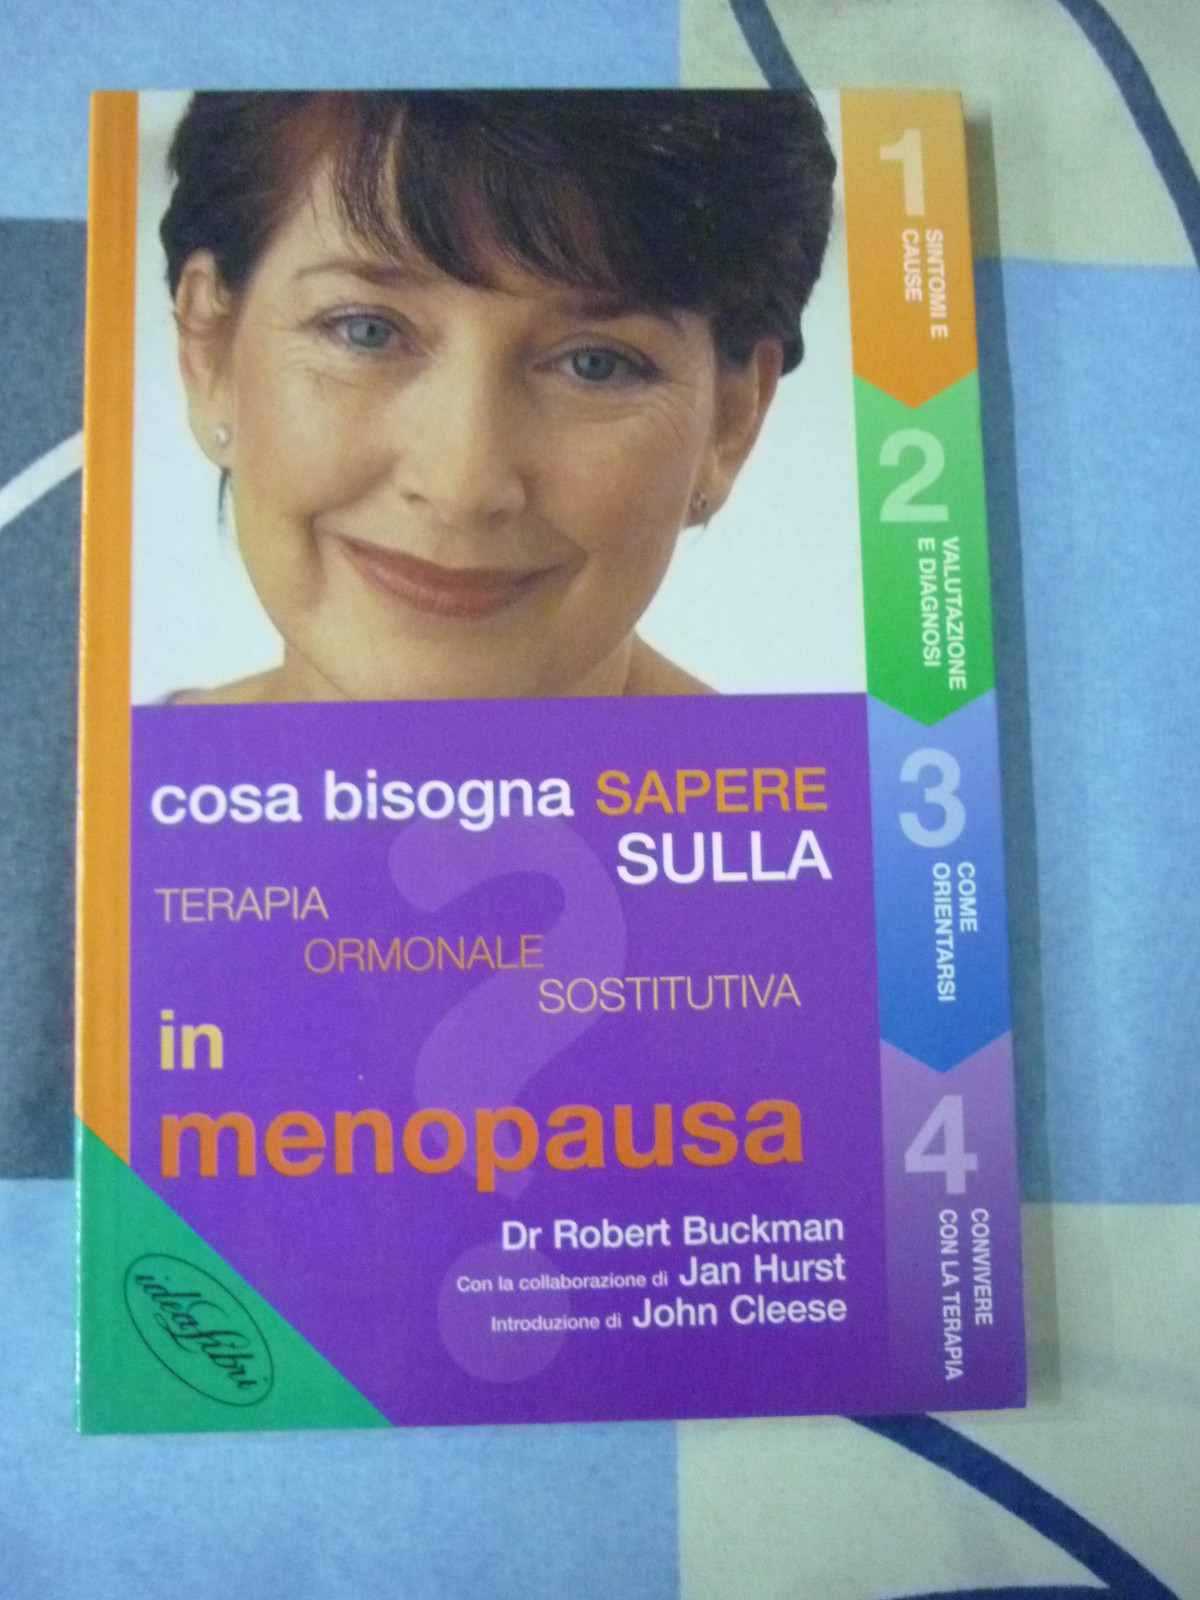 cosa bisogna SAPERE
SULLA
TERAPIA
ORMONALE
SOSTITUTIVA
in
menopausa
Dr Robert Buckman
Con la collaborazione di Jan Hurst
Introduzione di John Cleese
idealibri
1
SINTOMI E
CAUSE
2
VALUTAZIONE
E DIAGNOSI
3
COME
ORIENTARSI
4
CONVIVERE
CON LA TERAPIA
?